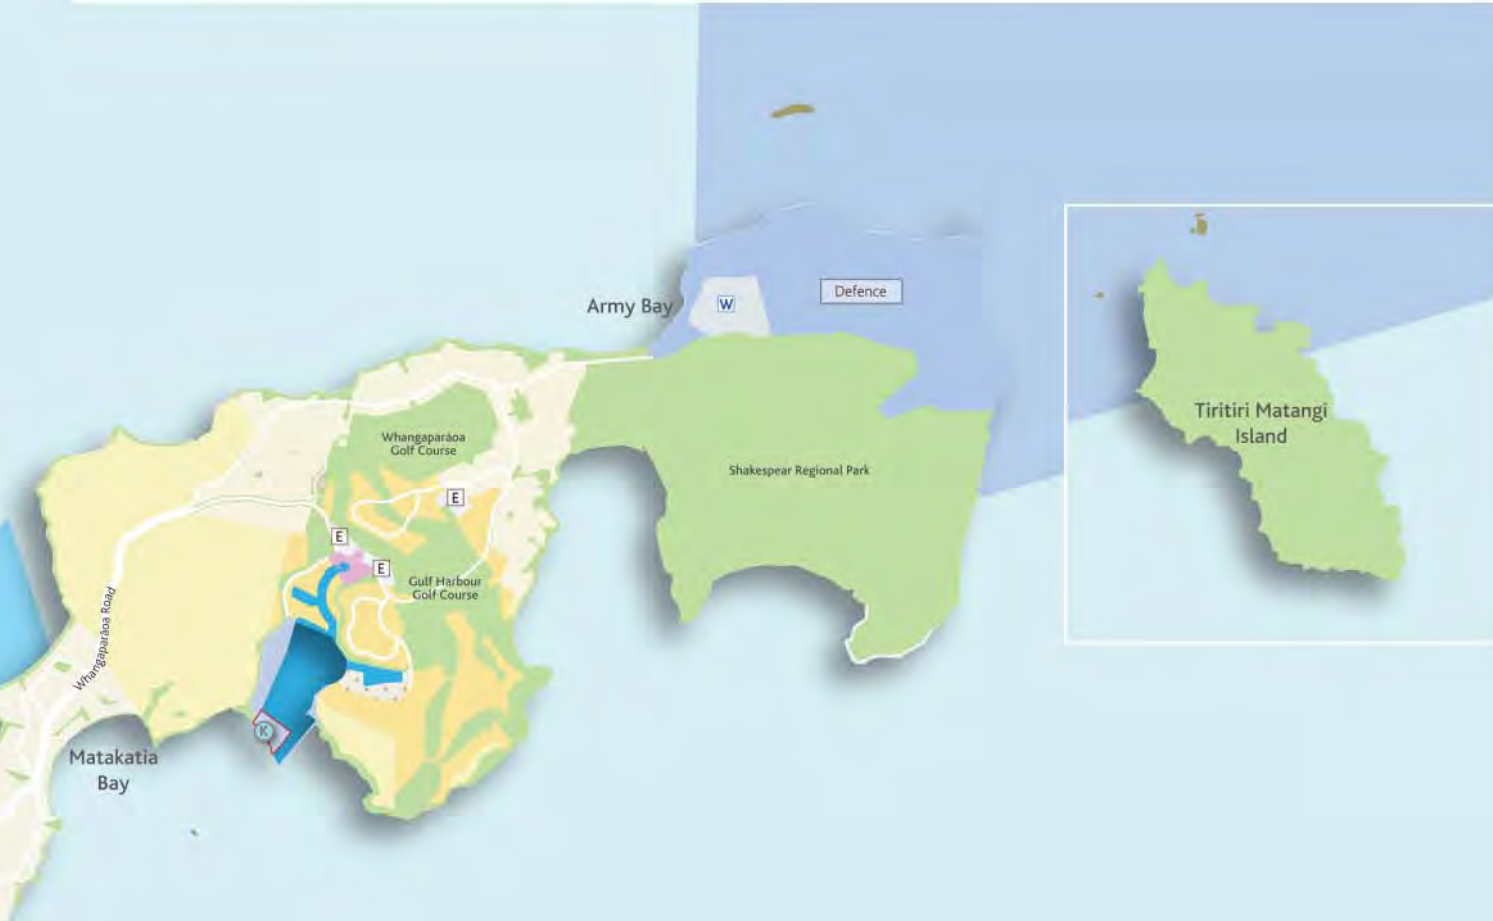 Army Bay
W
Defence
Tiritiri Matangi
Island
Whangaparāoa
Golf Course
Shakespear Regional Park
E
E
E
Gulf Harbour
Golf Course
Whangaparāoa Road
K
Matakatia
Bay